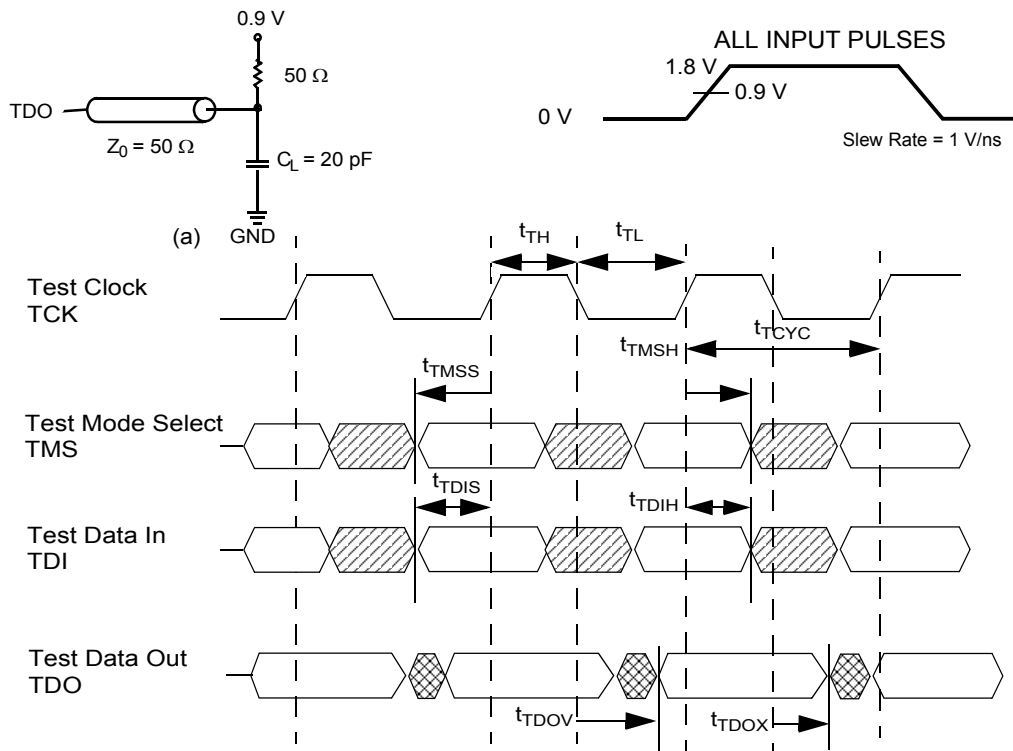 0.9 V
50 Ω
TDO
Z0 = 50 Ω
CL = 20 pF
(a)
GND
ALL INPUT PULSES
1.8 V
0.9 V
0 V
Slew Rate = 1 V/ns
tTH
tTL
Test Clock
TCK
tTMSH
tTCYC
tTMSS
Test Mode Select
TMS
tTDIS
tTDIH
Test Data In
TDI
Test Data Out
TDO
tTDOV
tTDOX